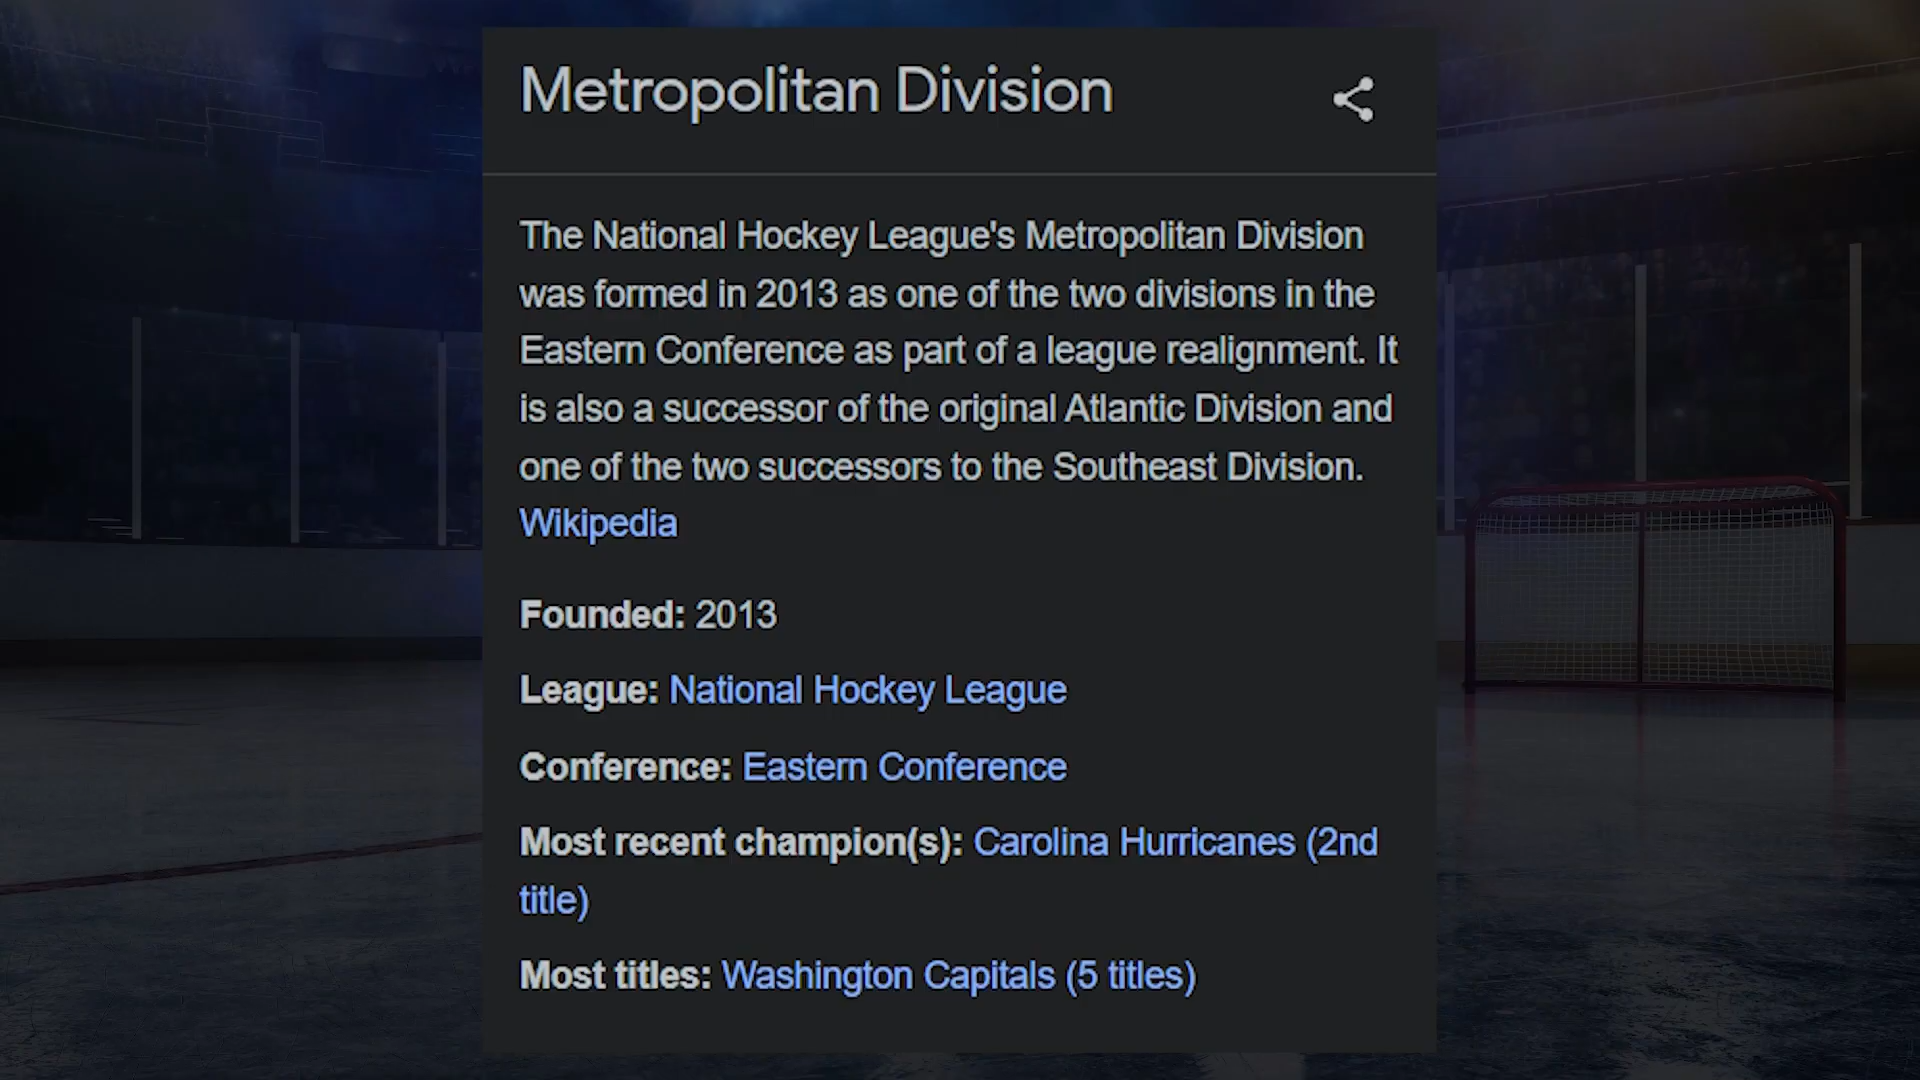 Metropolitan Division
The National Hockey League's Metropolitan Division
was formed in 2013 as one of the two divisions in the
Eastern Conference as part of a league realignment. It
is also a successor of the original Atlantic Division and
one of the two successors to the Southeast Division.
Wikipedia
Founded: 2013
League: National Hockey League
Conference: Eastern Conference
Most recent champion(s): Carolina Hurricanes (2nd
title)
Most titles: Washington Capitals (5 titles)